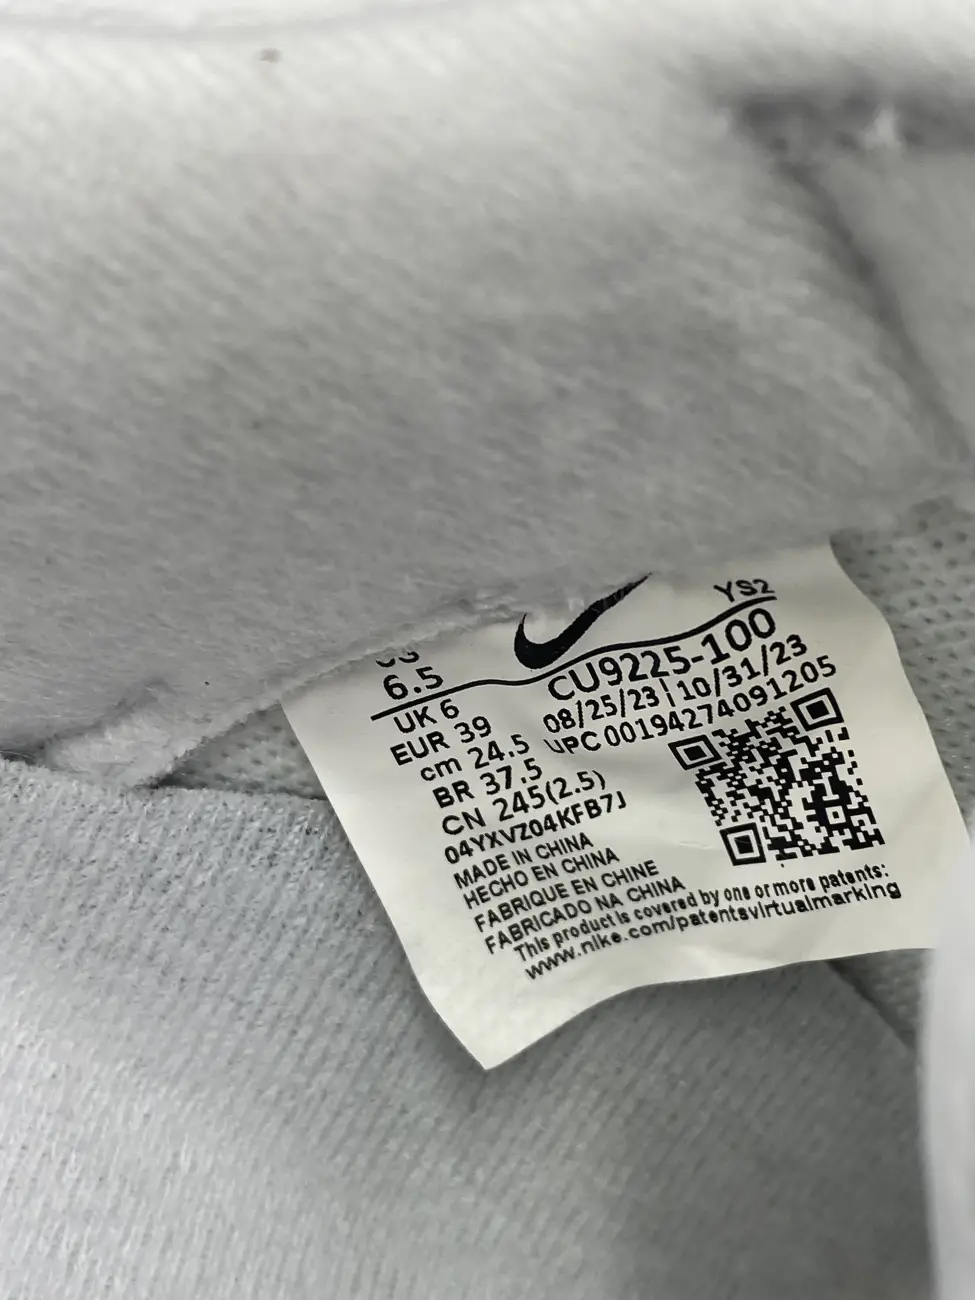 YS2
US
6.5
CU9225-100
UK 6
08/25/23 | 10/31/23
EUR 39
UPC 00194274091205
cm 24.5
BR 37.5
CN 245(2.5)
04YXVZ04KFB7J
MADE IN CHINA
HECHO EN CHINA
FABRIQUE EN CHINE
FABRICADO NA CHINA
This product is covered by one or more patents:
www.nike.com/patentsvirtualmarking